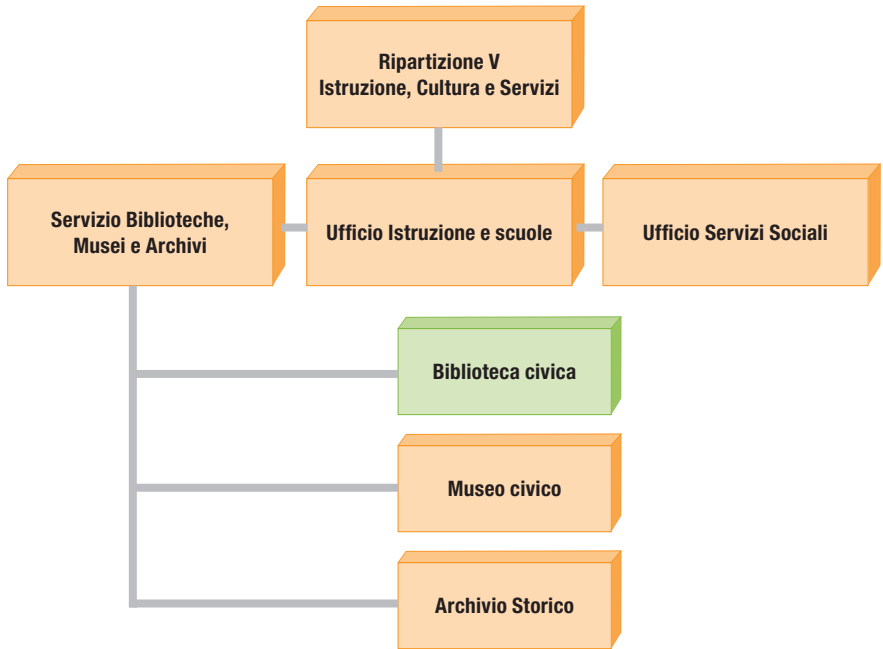 Ripartizione V
Istruzione, Cultura e Servizi
Servizio Biblioteche,
Musei e Archivi
Ufficio Istruzione e scuole
Ufficio Servizi Sociali
Biblioteca civica
Museo civico
Archivio Storico